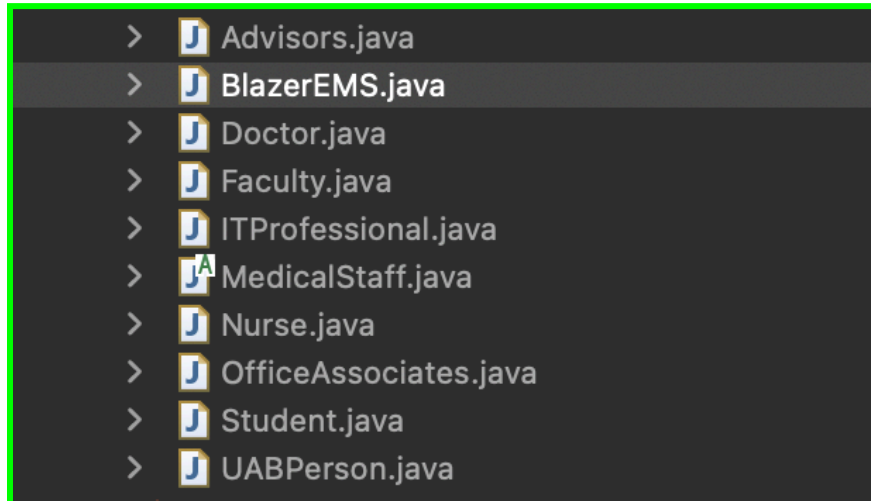 Advisors.java
BlazerEMS.java
Doctor.java
Faculty.java
ITProfessional.java
MedicalStaff.java
Nurse.java
OfficeAssociates.java
Student.java
UABPerson.java